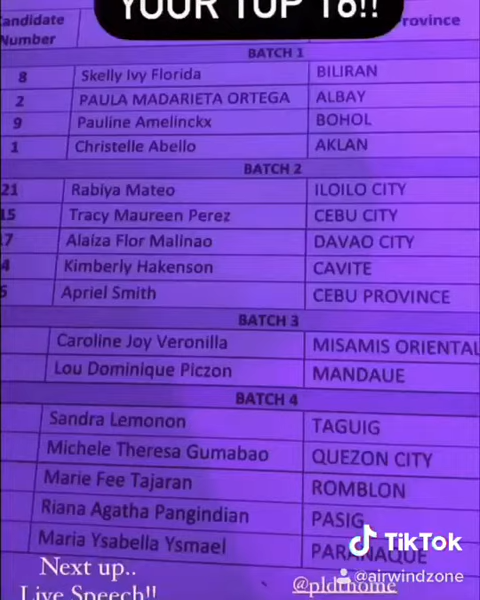 YOUR TOP 16!!
Candidate Number Province
BATCH 1
8 Skelly Ivy Florida BILIRAN
2 PAULA MADARIETA ORTEGA ALBAY
9 Pauline Amelinckx BOHOL
1 Christelle Abello AKLAN
BATCH 2
21 Rabiya Mateo ILOILO CITY
15 Tracy Maureen Perez CEBU CITY
17 Alaiza Flor Malinao DAVAO CITY
4 Kimberly Hakenson CAVITE
5 Apriel Smith CEBU PROVINCE
BATCH 3
Caroline Joy Veronilla MISAMIS ORIENTAL
Lou Dominique Piczon MANDAUE
BATCH 4
Sandra Lemonon TAGUIG
Michele Theresa Gumabao QUEZON CITY
Marie Fee Tajaran ROMBLON
Riana Agatha Pangindian PASIG
Maria Ysabella Ysmael PARANAQUE
TikTok
@airwindzone
Next up..
Live Speech!!
@pldthome